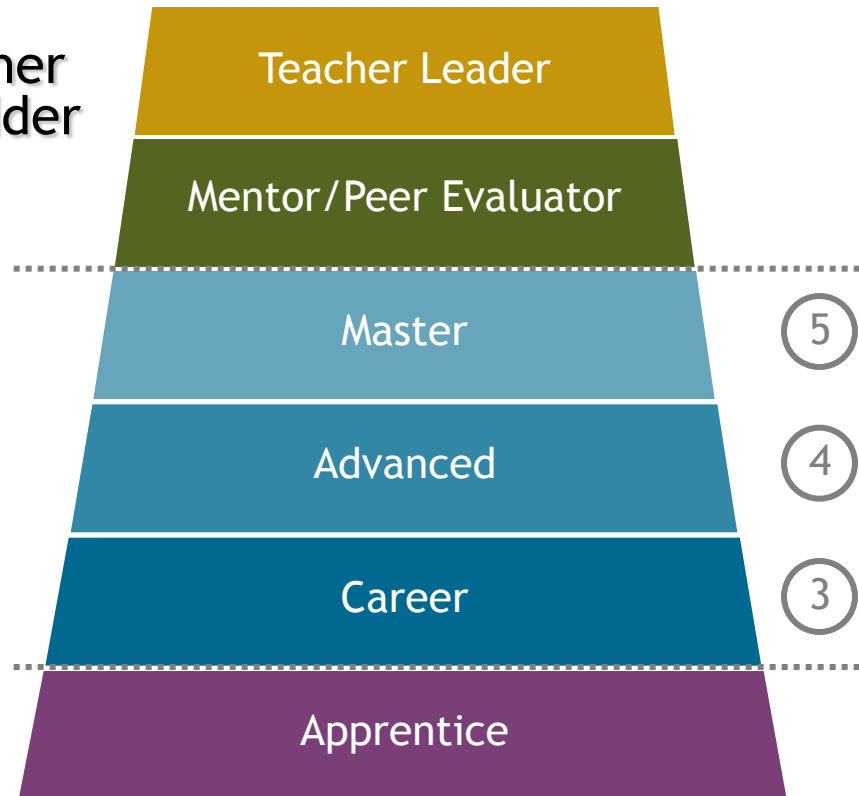 Teacher Leader
Mentor/Peer Evaluator
Master
5
Advanced
4
Career
3
Apprentice